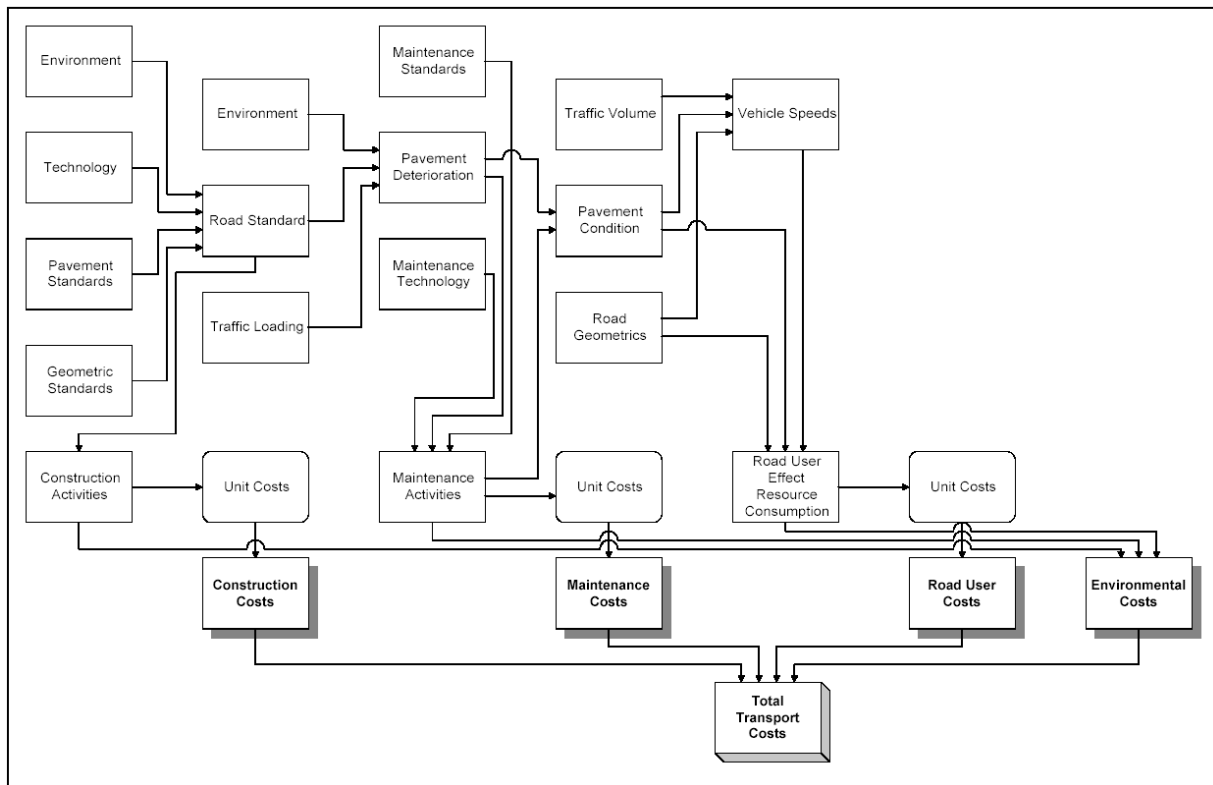 Environment
Maintenance
Standards
Environment
Traffic Volume
Vehicle Speeds
Technology
Pavement
Deterioration
Road Standard
Pavement
Condition
Pavement
Standards
Maintenance
Technology
Traffic Loading
Road
Geometrics
Geometric
Standards
Construction
Activities
Unit Costs
Maintenance
Activities
Unit Costs
Road User
Effect
Resource
Consumption
Unit Costs
Construction
Costs
Maintenance
Costs
Road User
Costs
Environmental
Costs
Total
Transport
Costs